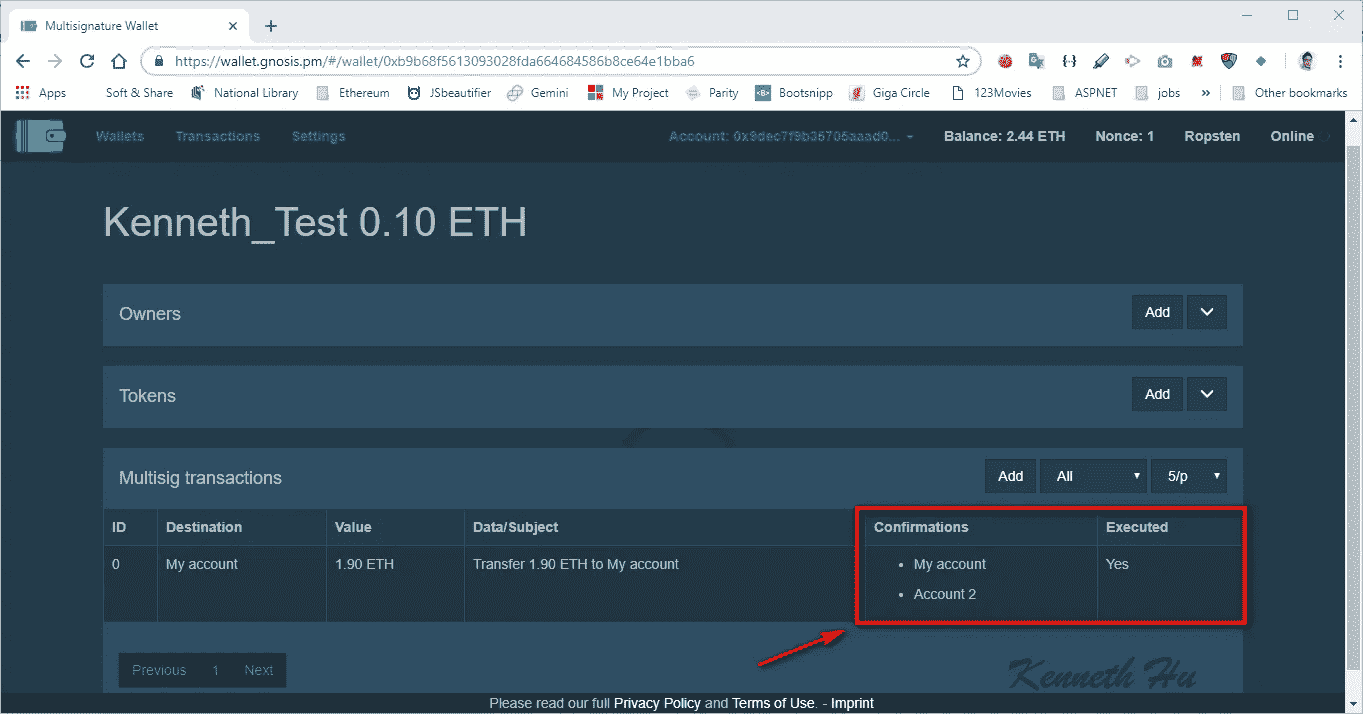 Multisignature Wallet
https://wallet.gnosis.pm/#/wallet/0xb9b68f5613093028fda664684586b8ce64e1bba6
Apps Soft & Share National Library Ethereum JSbeautifier Gemini My Project Parity Bootsnipp Giga Circle 123Movies ASPNET jobs » Other bookmarks
Wallets Transactions Settings Account: 0x9dec7f9b35705aaad0... Balance: 2.44 ETH Nonce: 1 Ropsten Online
Kenneth_Test 0.10 ETH
Owners Add
Tokens Add
Multisig transactions Add All 5/p
ID Destination Value Data/Subject Confirmations Executed
0 My account 1.90 ETH Transfer 1.90 ETH to My account • My account Yes
• Account 2
Previous 1 Next
Kenneth Hu
Please read our full Privacy Policy and Terms of Use. - Imprint